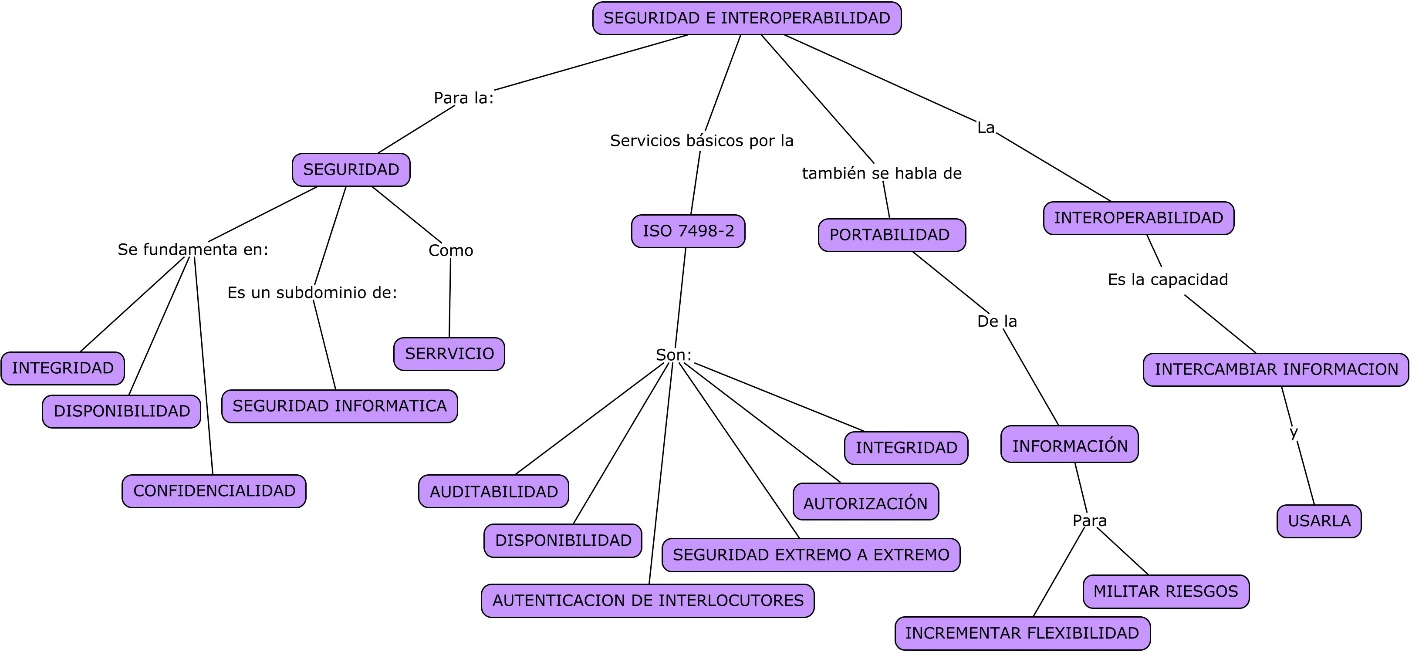 SEGURIDAD E INTEROPERABILIDAD
Para la:
La
Servicios básicos por la
SEGURIDAD
también se habla de
INTEROPERABILIDAD
ISO 7498-2
PORTABILIDAD
Se fundamenta en:
Como
Es la capacidad
Es un subdominio de:
De la
SERRVICIO
Son:
INTEGRIDAD
INTERCAMBIAR INFORMACION
SEGURIDAD INFORMATICA
DISPONIBILIDAD
y
INTEGRIDAD
INFORMACIÓN
CONFIDENCIALIDAD
AUDITABILIDAD
AUTORIZACIÓN
Para
USARLA
DISPONIBILIDAD
SEGURIDAD EXTREMO A EXTREMO
MILITAR RIESGOS
AUTENTICACION DE INTERLOCUTORES
INCREMENTAR FLEXIBILIDAD